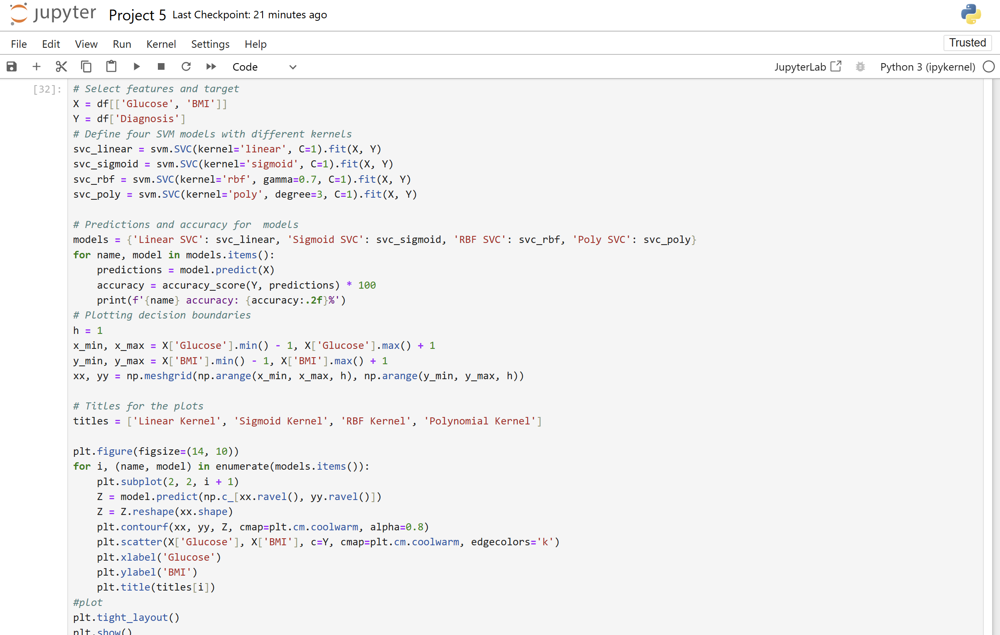 jupyter Project 5 Last Checkpoint: 21 minutes ago
File Edit View Run Kernel Settings Help Trusted
Code JupyterLab Python 3 (ipykernel)
[32]: # Select features and target
X = df[['Glucose', 'BMI']]
Y = df['Diagnosis']
# Define four SVM models with different kernels
svc_linear = svm.SVC(kernel='linear', C=1).fit(X, Y)
svc_sigmoid = svm.SVC(kernel='sigmoid', C=1).fit(X, Y)
svc_rbf = svm.SVC(kernel='rbf', gamma=0.7, C=1).fit(X, Y)
svc_poly = svm.SVC(kernel='poly', degree=3, C=1).fit(X, Y)
# Predictions and accuracy for  models
models = {'Linear SVC': svc_linear, 'Sigmoid SVC': svc_sigmoid, 'RBF SVC': svc_rbf, 'Poly SVC': svc_poly}
for name, model in models.items():
    predictions = model.predict(X)
    accuracy = accuracy_score(Y, predictions) * 100
    print(f'{name} accuracy: {accuracy:.2f}%')
# Plotting decision boundaries
h = 1
x_min, x_max = X['Glucose'].min() - 1, X['Glucose'].max() + 1
y_min, y_max = X['BMI'].min() - 1, X['BMI'].max() + 1
xx, yy = np.meshgrid(np.arange(x_min, x_max, h), np.arange(y_min, y_max, h))
# Titles for the plots
titles = ['Linear Kernel', 'Sigmoid Kernel', 'RBF Kernel', 'Polynomial Kernel']
plt.figure(figsize=(14, 10))
for i, (name, model) in enumerate(models.items()):
    plt.subplot(2, 2, i + 1)
    Z = model.predict(np.c_[xx.ravel(), yy.ravel()])
    Z = Z.reshape(xx.shape)
    plt.contourf(xx, yy, Z, cmap=plt.cm.coolwarm, alpha=0.8)
    plt.scatter(X['Glucose'], X['BMI'], c=Y, cmap=plt.cm.coolwarm, edgecolors='k')
    plt.xlabel('Glucose')
    plt.ylabel('BMI')
    plt.title(titles[i])
#plot
plt.tight_layout()
plt.show()